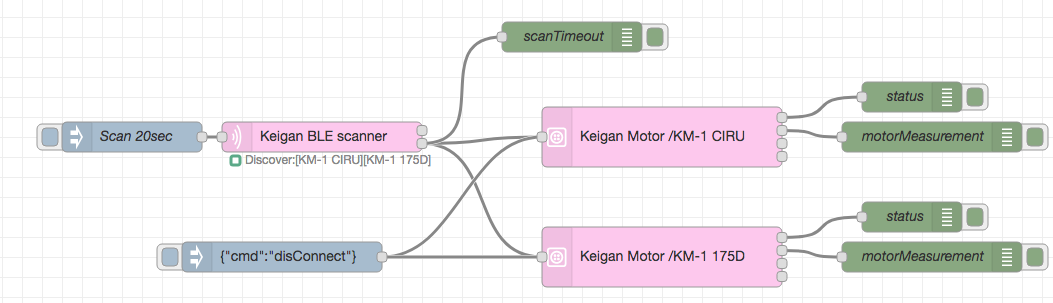 scanTimeout
status
Scan 20sec
Keigan BLE scanner
Keigan Motor /KM-1 CIRU
motorMeasurement
Discover:[KM-1 CIRU][KM-1 175D]
status
{"cmd":"disConnect"}
Keigan Motor /KM-1 175D
motorMeasurement